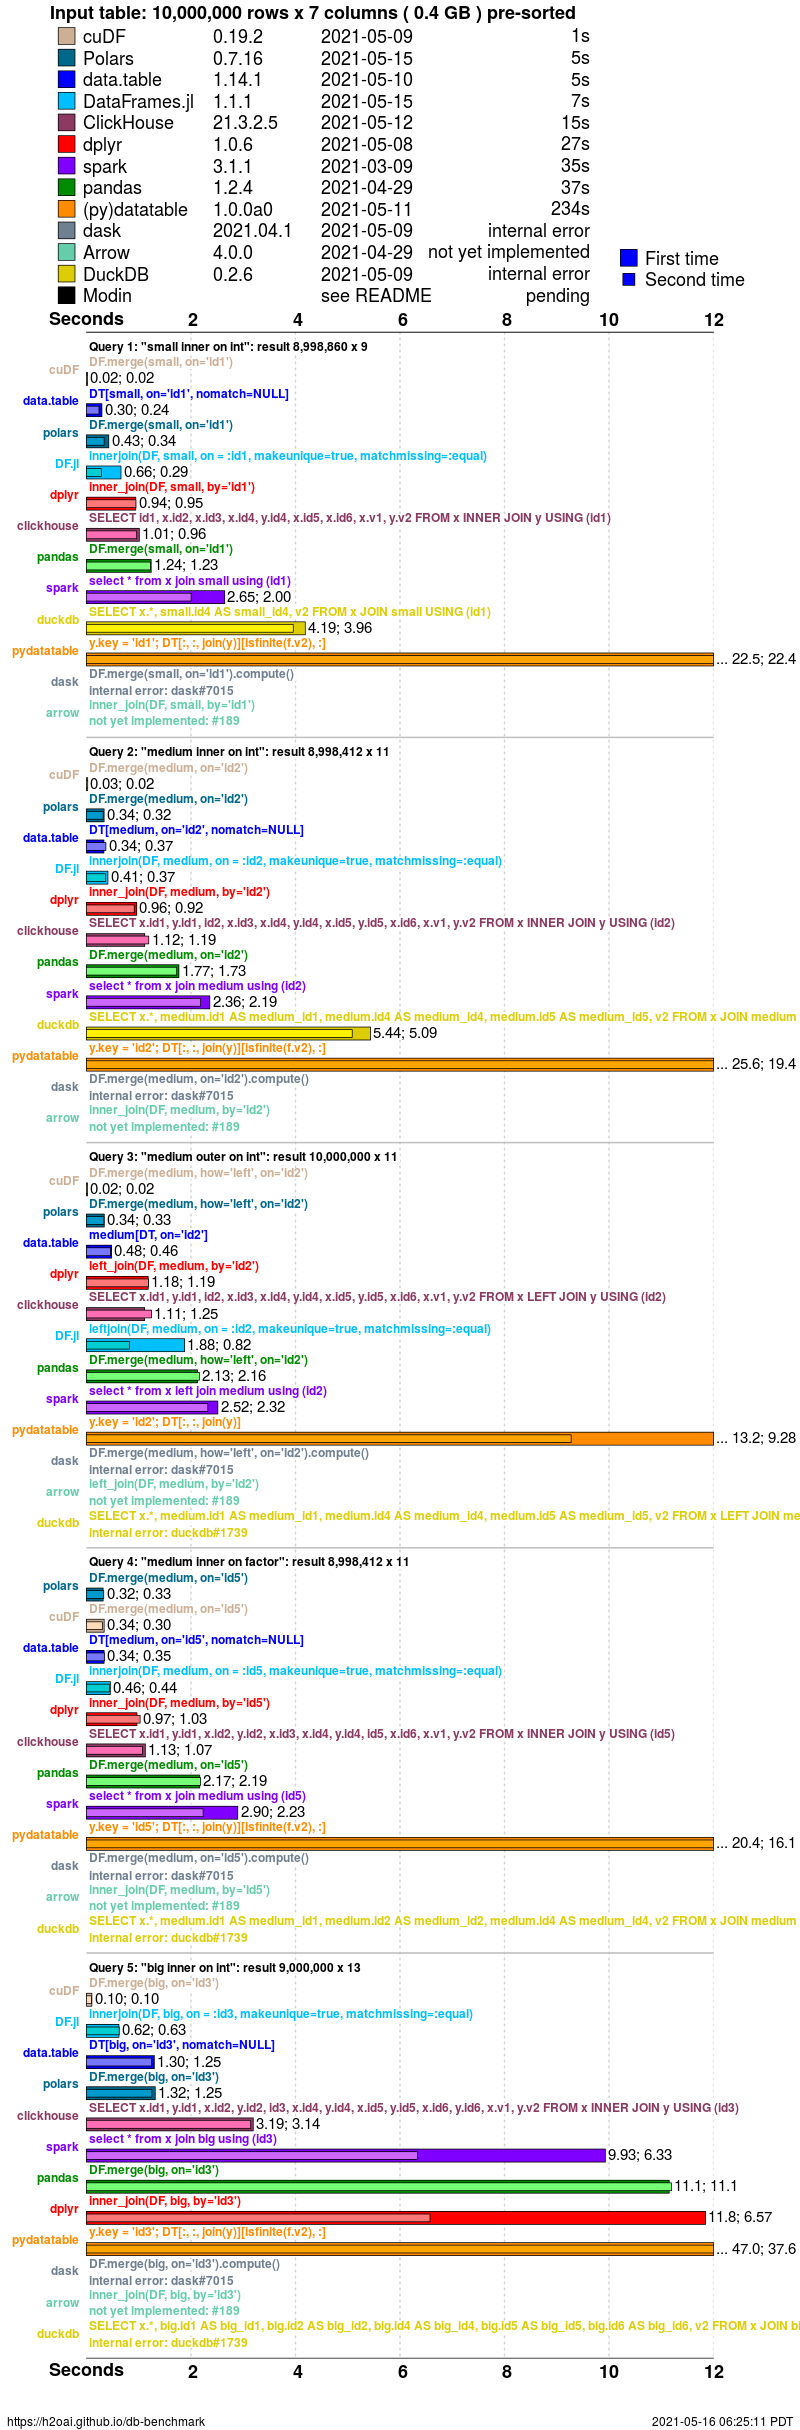 Input table: 10,000,000 rows x 7 columns ( 0.4 GB ) pre-sorted
cuDF 0.19.2 2021-05-09 1s
Polars 0.7.16 2021-05-15 5s
data.table 1.14.1 2021-05-10 5s
DataFrames.jl 1.1.1 2021-05-15 7s
ClickHouse 21.3.2.5 2021-05-12 15s
dplyr 1.0.6 2021-05-08 27s
spark 3.1.1 2021-03-09 35s
pandas 1.2.4 2021-04-29 37s
(py)datatable 1.0.0a0 2021-05-11 234s
dask 2021.04.1 2021-05-09 internal error
Arrow 4.0.0 2021-04-29 not yet implemented
DuckDB 0.2.6 2021-05-09 internal error
Modin see README pending
First time
Second time
Seconds 2 4 6 8 10 12
Query 1: "small inner on int": result 8,998,860 x 9
cuDF DF.merge(small, on='id1')
0.02; 0.02
data.table DT[small, on='id1', nomatch=NULL]
0.30; 0.24
polars DF.merge(small, on='id1')
0.43; 0.34
DF.jl innerjoin(DF, small, on = :id1, makeunique=true, matchmissing=:equal)
0.66; 0.29
dplyr inner_join(DF, small, by='id1')
0.94; 0.95
clickhouse SELECT id1, x.id2, x.id3, x.id4, y.id4, x.id5, x.id6, x.v1, y.v2 FROM x INNER JOIN y USING (id1)
1.01; 0.96
pandas DF.merge(small, on='id1')
1.24; 1.23
spark select * from x join small using (id1)
2.65; 2.00
duckdb SELECT x.*, small.id4 AS small_id4, v2 FROM x JOIN small USING (id1)
4.19; 3.96
pydatatable y.key = 'id1'; DT[:, :, join(y)][isfinite(f.v2), :]
... 22.5; 22.4
dask DF.merge(small, on='id1').compute()
internal error: dask#7015
arrow inner_join(DF, small, by='id1')
not yet implemented: #189
Query 2: "medium inner on int": result 8,998,412 x 11
cuDF DF.merge(medium, on='id2')
0.03; 0.02
polars DF.merge(medium, on='id2')
0.34; 0.32
data.table DT[medium, on='id2', nomatch=NULL]
0.34; 0.37
DF.jl innerjoin(DF, medium, on = :id2, makeunique=true, matchmissing=:equal)
0.41; 0.37
dplyr inner_join(DF, medium, by='id2')
0.96; 0.92
clickhouse SELECT x.id1, y.id1, id2, x.id3, x.id4, y.id4, x.id5, y.id5, x.id6, x.v1, y.v2 FROM x INNER JOIN y USING (id2)
1.12; 1.19
pandas DF.merge(medium, on='id2')
1.77; 1.73
spark select * from x join medium using (id2)
2.36; 2.19
duckdb SELECT x.*, medium.id1 AS medium_id1, medium.id4 AS medium_id4, medium.id5 AS medium_id5, v2 FROM x JOIN medium
5.44; 5.09
pydatatable y.key = 'id2'; DT[:, :, join(y)][isfinite(f.v2), :]
... 25.6; 19.4
dask DF.merge(medium, on='id2').compute()
internal error: dask#7015
arrow inner_join(DF, medium, by='id2')
not yet implemented: #189
Query 3: "medium outer on int": result 10,000,000 x 11
cuDF DF.merge(medium, how='left', on='id2')
0.02; 0.02
polars DF.merge(medium, how='left', on='id2')
0.34; 0.33
data.table medium[DT, on='id2']
0.48; 0.46
dplyr left_join(DF, medium, by='id2')
1.18; 1.19
clickhouse SELECT x.id1, y.id1, id2, x.id3, x.id4, y.id4, x.id5, y.id5, x.id6, x.v1, y.v2 FROM x LEFT JOIN y USING (id2)
1.11; 1.25
DF.jl leftjoin(DF, medium, on = :id2, makeunique=true, matchmissing=:equal)
1.88; 0.82
pandas DF.merge(medium, how='left', on='id2')
2.13; 2.16
spark select * from x left join medium using (id2)
2.52; 2.32
pydatatable y.key = 'id2'; DT[:, :, join(y)]
... 13.2; 9.28
dask DF.merge(medium, how='left', on='id2').compute()
internal error: dask#7015
arrow left_join(DF, medium, by='id2')
not yet implemented: #189
duckdb SELECT x.*, medium.id1 AS medium_id1, medium.id4 AS medium_id4, medium.id5 AS medium_id5, v2 FROM x LEFT JOIN me
internal error: duckdb#1739
Query 4: "medium inner on factor": result 8,998,412 x 11
polars DF.merge(medium, on='id5')
0.32; 0.33
cuDF DF.merge(medium, on='id5')
0.34; 0.30
data.table DT[medium, on='id5', nomatch=NULL]
0.34; 0.35
DF.jl innerjoin(DF, medium, on = :id5, makeunique=true, matchmissing=:equal)
0.46; 0.44
dplyr inner_join(DF, medium, by='id5')
0.97; 1.03
clickhouse SELECT x.id1, y.id1, x.id2, y.id2, x.id3, x.id4, y.id4, id5, x.id6, x.v1, y.v2 FROM x INNER JOIN y USING (id5)
1.13; 1.07
pandas DF.merge(medium, on='id5')
2.17; 2.19
spark select * from x join medium using (id5)
2.90; 2.23
pydatatable y.key = 'id5'; DT[:, :, join(y)][isfinite(f.v2), :]
... 20.4; 16.1
dask DF.merge(medium, on='id5').compute()
internal error: dask#7015
arrow inner_join(DF, medium, by='id5')
not yet implemented: #189
duckdb SELECT x.*, medium.id1 AS medium_id1, medium.id2 AS medium_id2, medium.id4 AS medium_id4, v2 FROM x JOIN medium
internal error: duckdb#1739
Query 5: "big inner on int": result 9,000,000 x 13
cuDF DF.merge(big, on='id3')
0.10; 0.10
DF.jl innerjoin(DF, big, on = :id3, makeunique=true, matchmissing=:equal)
0.62; 0.63
data.table DT[big, on='id3', nomatch=NULL]
1.30; 1.25
polars DF.merge(big, on='id3')
1.32; 1.25
clickhouse SELECT x.id1, y.id1, x.id2, y.id2, id3, x.id4, y.id4, x.id5, y.id5, x.id6, y.id6, x.v1, y.v2 FROM x INNER JOIN y USING (id3)
3.19; 3.14
spark select * from x join big using (id3)
9.93; 6.33
pandas DF.merge(big, on='id3')
11.1; 11.1
dplyr inner_join(DF, big, by='id3')
11.8; 6.57
pydatatable y.key = 'id3'; DT[:, :, join(y)][isfinite(f.v2), :]
... 47.0; 37.6
dask DF.merge(big, on='id3').compute()
internal error: dask#7015
arrow inner_join(DF, big, by='id3')
not yet implemented: #189
duckdb SELECT x.*, big.id1 AS big_id1, big.id2 AS big_id2, big.id4 AS big_id4, big.id5 AS big_id5, big.id6 AS big_id6, v2 FROM x JOIN bi
internal error: duckdb#1739
Seconds 2 4 6 8 10 12
https://h2oai.github.io/db-benchmark 2021-05-16 06:25:11 PDT